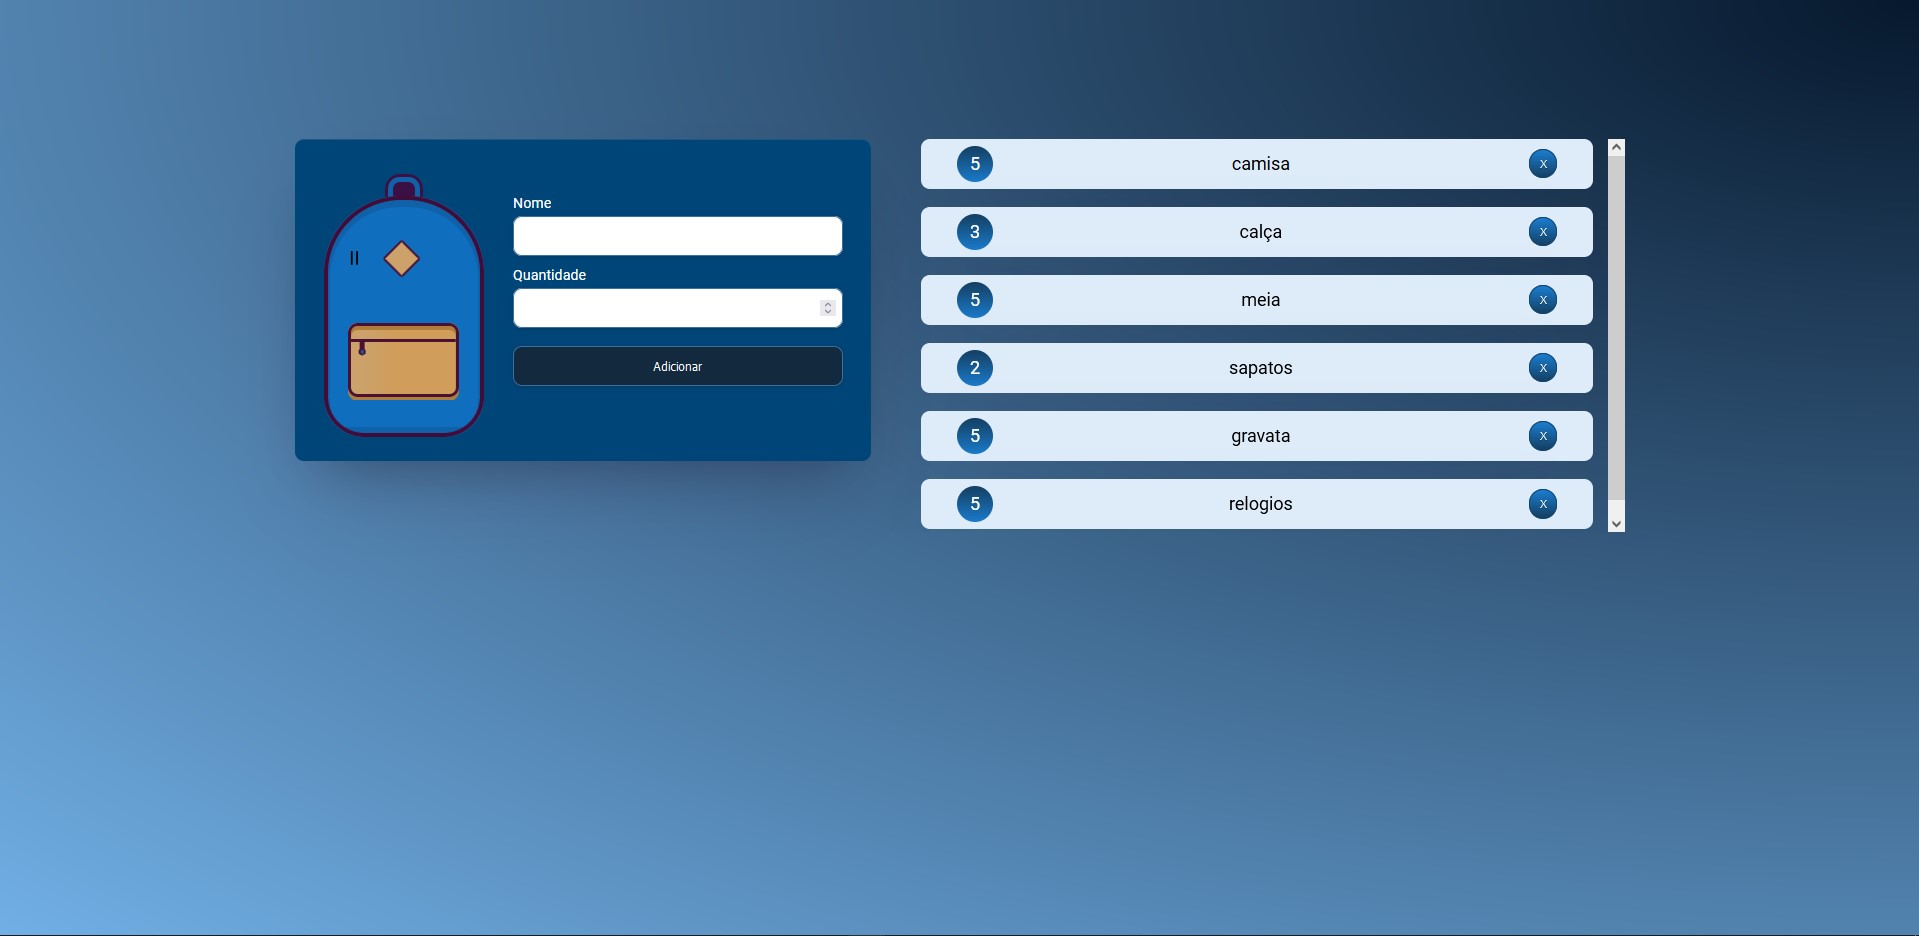 Nome
Quantidade
Adicionar
5 camisa x
3 calça x
5 meia x
2 sapatos x
5 gravata x
5 relogios x